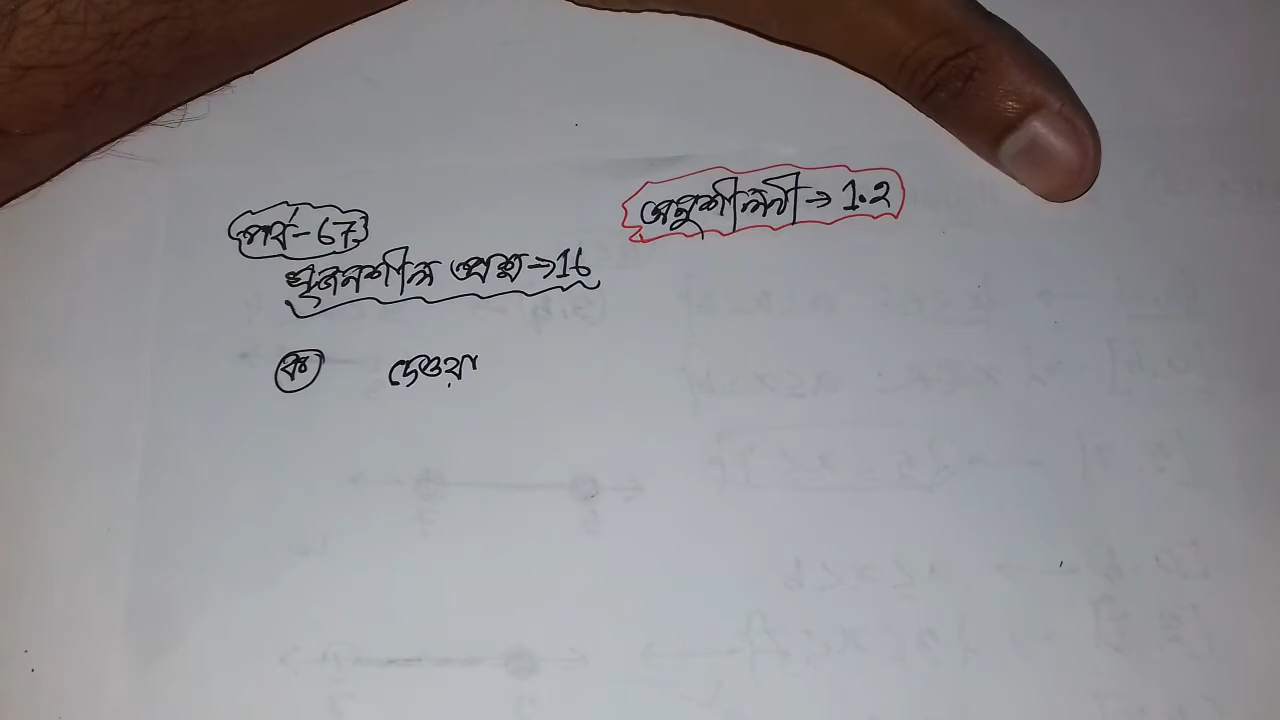 অনুশীলনী → 1.2
পর্ব-67
সৃজনশীল প্রশ্ন → 16
ক দেওয়া